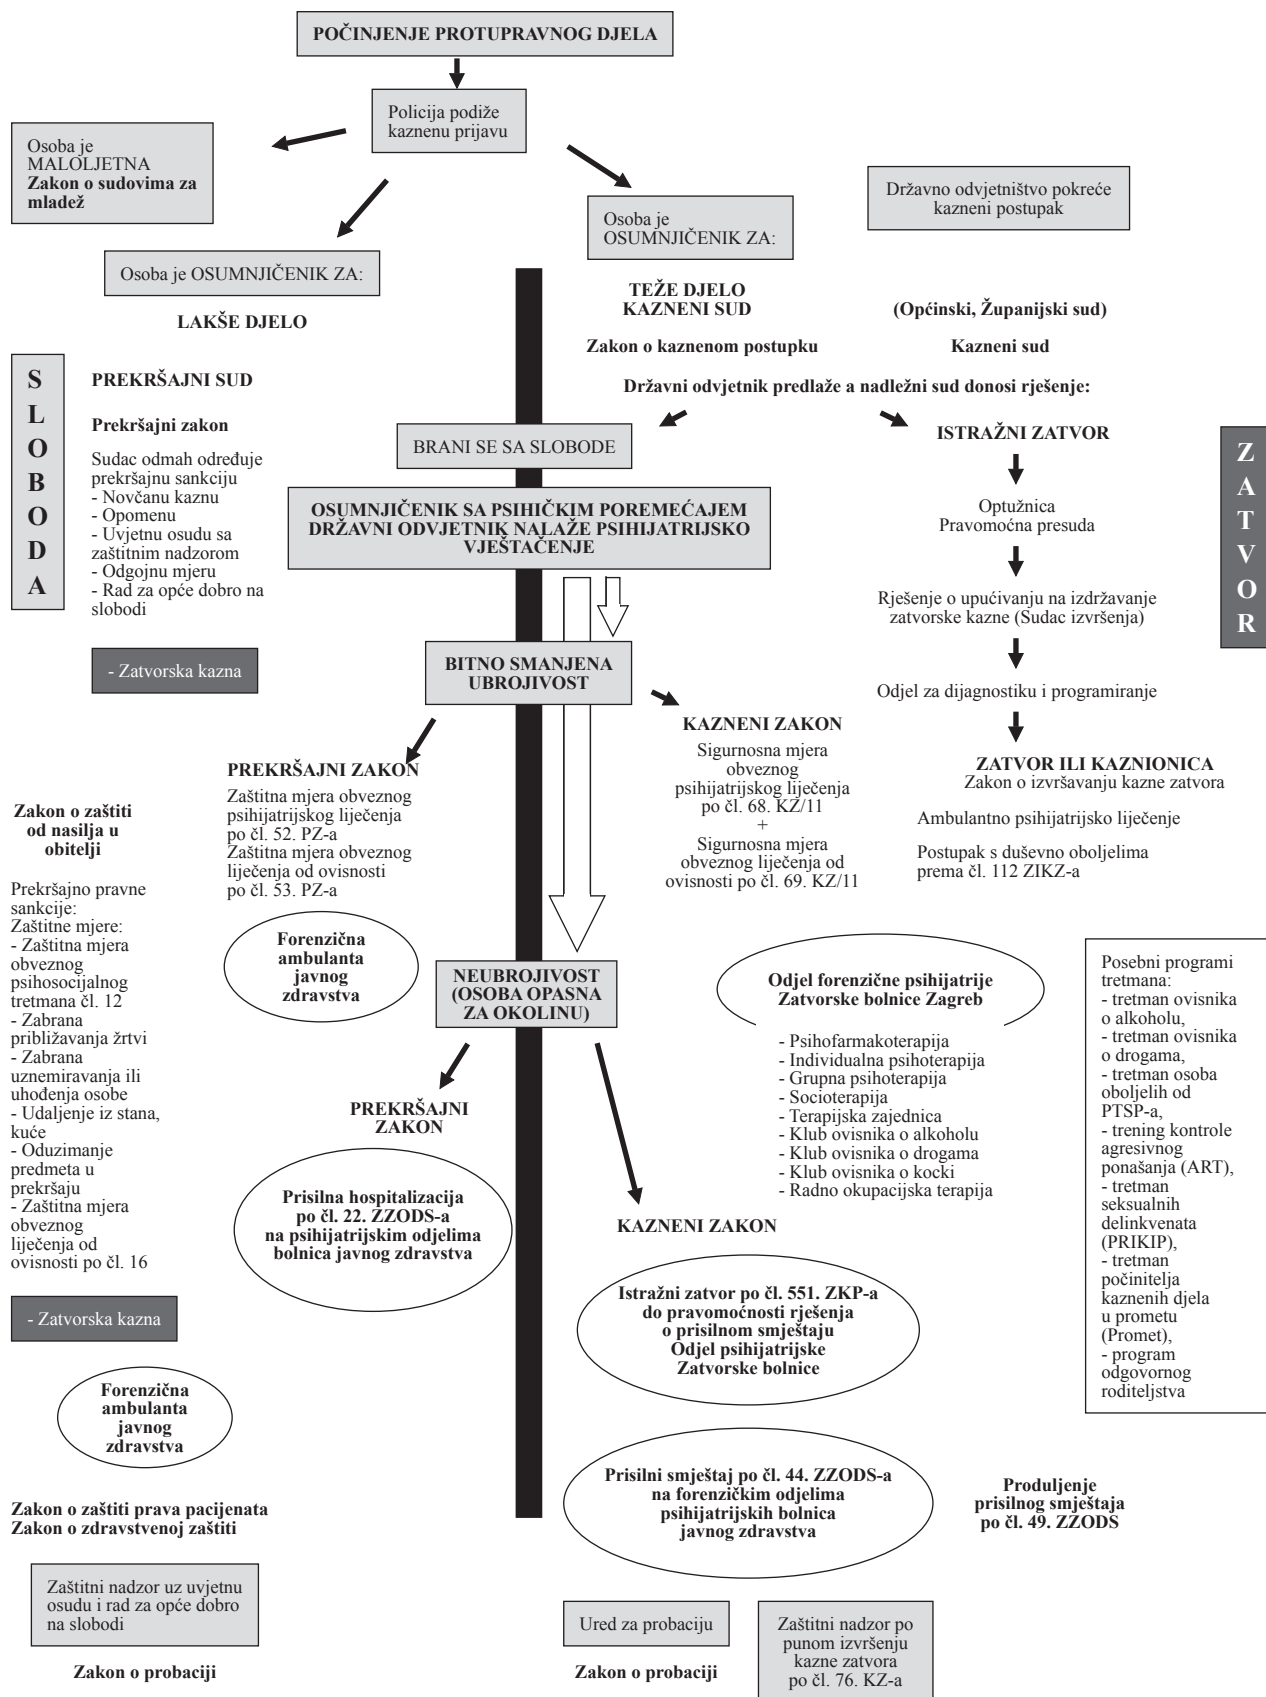 POČINJENJE PROTUPRAVNOG DJELA
Policija podiže
kaznenu prijavu
Osoba je
MALOLJETNA
Zakon o sudovima za
mladež
Državno odvjetništvo pokreće
kazneni postupak
Osoba je
OSUMNJIČENIK ZA:
Osoba je OSUMNJIČENIK ZA:
LAKŠE DJELO
TEŽE DJELO
KAZNENI SUD
(Općinski, Županijski sud)
Zakon o kaznenom postupku
Kazneni sud
Državni odvjetnik predlaže a nadležni sud donosi rješenje:
S
L
O
B
O
D
A
PREKRŠAJNI SUD
Prekršajni zakon
Sudac odmah određuje
prekršajnu sankciju
- Novčanu kaznu
- Opomenu
- Uvjetnu osudu sa
zaštitnim nadzorom
- Odgojnu mjeru
- Rad za opće dobro na
slobodi
- Zatvorska kazna
BRANI SE SA SLOBODE
OSUMNJIČENIK SA PSIHIČKIM POREMEĆAJEM
DRŽAVNI ODVJETNIK NALAŽE PSIHIJATRIJSKO
VJEŠTAČENJE
ISTRAŽNI ZATVOR
Optužnica
Pravomoćna presuda
Rješenje o upućivanju na izdržavanje
zatvorske kazne (Sudac izvršenja)
Odjel za dijagnostiku i programiranje
ZATVOR ILI KAZNIONICA
Zakon o izvršavanju kazne zatvora
Ambulantno psihijatrijsko liječenje
Postupak s duševno oboljelima
prema čl. 112 ZIKZ-a
Z
A
T
V
O
R
BITNO SMANJENA
UBROJIVOST
KAZNENI ZAKON
Sigurnosna mjera
obveznog
psihijatrijskog liječenja
po čl. 68. KZ/11
+
Sigurnosna mjera
obveznog liječenja od
ovisnosti po čl. 69. KZ/11
PREKRŠAJNI ZAKON
Zaštitna mjera obveznog
psihijatrijskog liječenja
po čl. 52. PZ-a
Zaštitna mjera obveznog
liječenja od ovisnosti
po čl. 53. PZ-a
Forenzična
ambulanta
javnog
zdravstva
Zakon o zaštiti
od nasilja u
obitelji
Prekršajno pravne
sankcije:
Zaštitne mjere:
- Zaštitna mjera
obveznog
psihosocijalnog
tretmana čl. 12
- Zabrana
približavanja žrtvi
- Zabrana
uznemiravanja ili
uhođenja osobe
- Udaljenje iz stana,
kuće
- Oduzimanje
predmeta u
prekršaju
- Zaštitna mjera
obveznog
liječenja od
ovisnosti po čl. 16
- Zatvorska kazna
Forenzična
ambulanta
javnog
zdravstva
Zakon o zaštiti prava pacijenata
Zakon o zdravstvenoj zaštiti
Zaštitni nadzor uz uvjetnu
osudu i rad za opće dobro
na slobodi
Zakon o probaciji
NEUBROJIVOST
(OSOBA OPASNA
ZA OKOLINU)
PREKRŠAJNI
ZAKON
Prisilna hospitalizacija
po čl. 22. ZZODS-a
na psihijatrijskim odjelima
bolnica javnog zdravstva
KAZNENI ZAKON
Istražni zatvor po čl. 551. ZKP-a
do pravomoćnosti rješenja
o prisilnom smještaju
Odjel psihijatrijske
Zatvorske bolnice
Prisilni smještaj po čl. 44. ZZODS-a
na forenzičkim odjelima
psihijatrijskih bolnica
javnog zdravstva
Produljenje
prisilnog smještaja
po čl. 49. ZZODS
Ured za probaciju
Zakon o probaciji
Zaštitni nadzor po
punom izvršenju
kazne zatvora
po čl. 76. KZ-a
Odjel forenzične psihijatrije
Zatvorske bolnice Zagreb
- Psihofarmakoterapija
- Individualna psihoterapija
- Grupna psihoterapija
- Socioterapija
- Terapijska zajednica
- Klub ovisnika o alkoholu
- Klub ovisnika o drogama
- Klub ovisnika o kocki
- Radno okupacijska terapija
Posebni programi
tretmana:
- tretman ovisnika
o alkoholu,
- tretman ovisnika
o drogama,
- tretman osoba
oboljelih od
PTSP-a,
- trening kontrole
agresivnog
ponašanja (ART),
- tretman
seksualnih
delinkvenata
(PRIKIP),
- tretman
počinitelja
kaznenih djela
u prometu
(Promet),
- program
odgovornog
roditeljstva